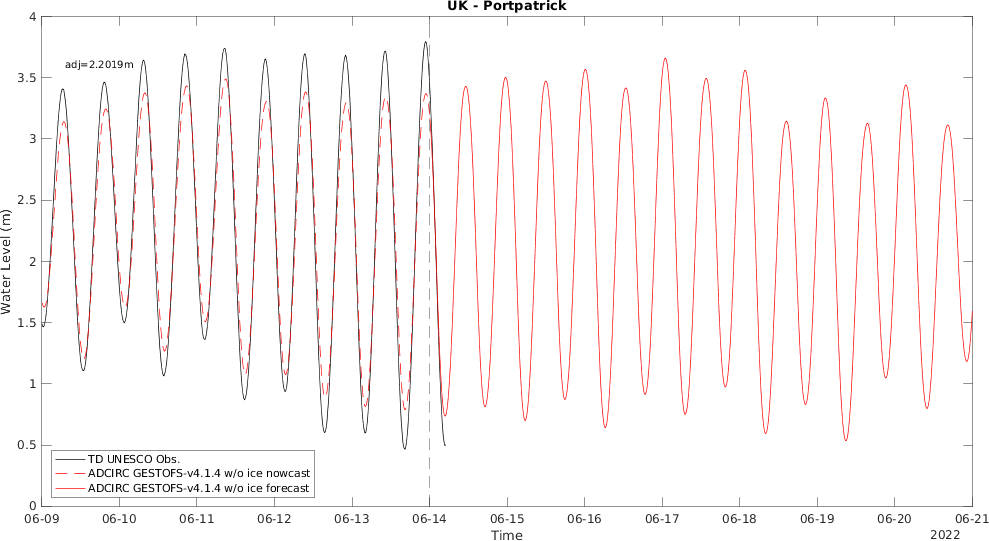 UK - Portpatrick
adj=2.2019m
Water Level (m)
4
3.5
3
2.5
2
1.5
1
0.5
0
TD UNESCO Obs.
ADCIRC GESTOFS-v4.1.4 w/o ice nowcast
ADCIRC GESTOFS-v4.1.4 w/o ice forecast
06-09 06-10 06-11 06-12 06-13 06-14 06-15 06-16 06-17 06-18 06-19 06-20 06-21
Time
2022